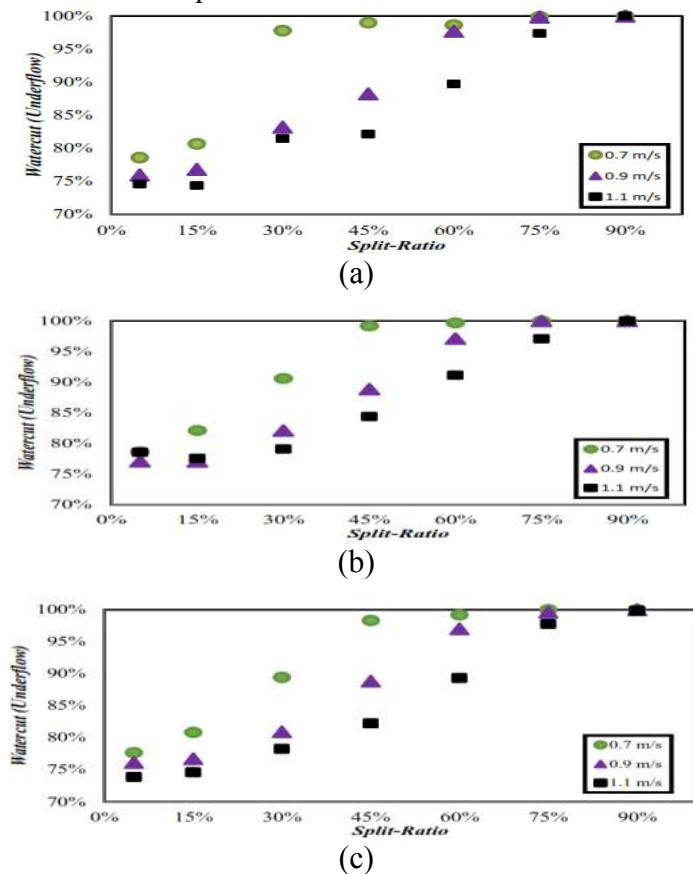 100%
95%
90%
85%
80%
75%
70%
Watercut (Underflow)
0.7 m/s
0.9 m/s
1.1 m/s
0% 15% 30% 45% 60% 75% 90%
Split-Ratio
(a)
100%
95%
90%
85%
80%
75%
70%
Watercut (Underflow)
0.7 m/s
0.9 m/s
1.1 m/s
0% 15% 30% 45% 60% 75% 90%
Split-Ratio
(b)
100%
95%
90%
85%
80%
75%
70%
Watercut (Underflow)
0.7 m/s
0.9 m/s
1.1 m/s
0% 15% 30% 45% 60% 75% 90%
Split-Ratio
(c)